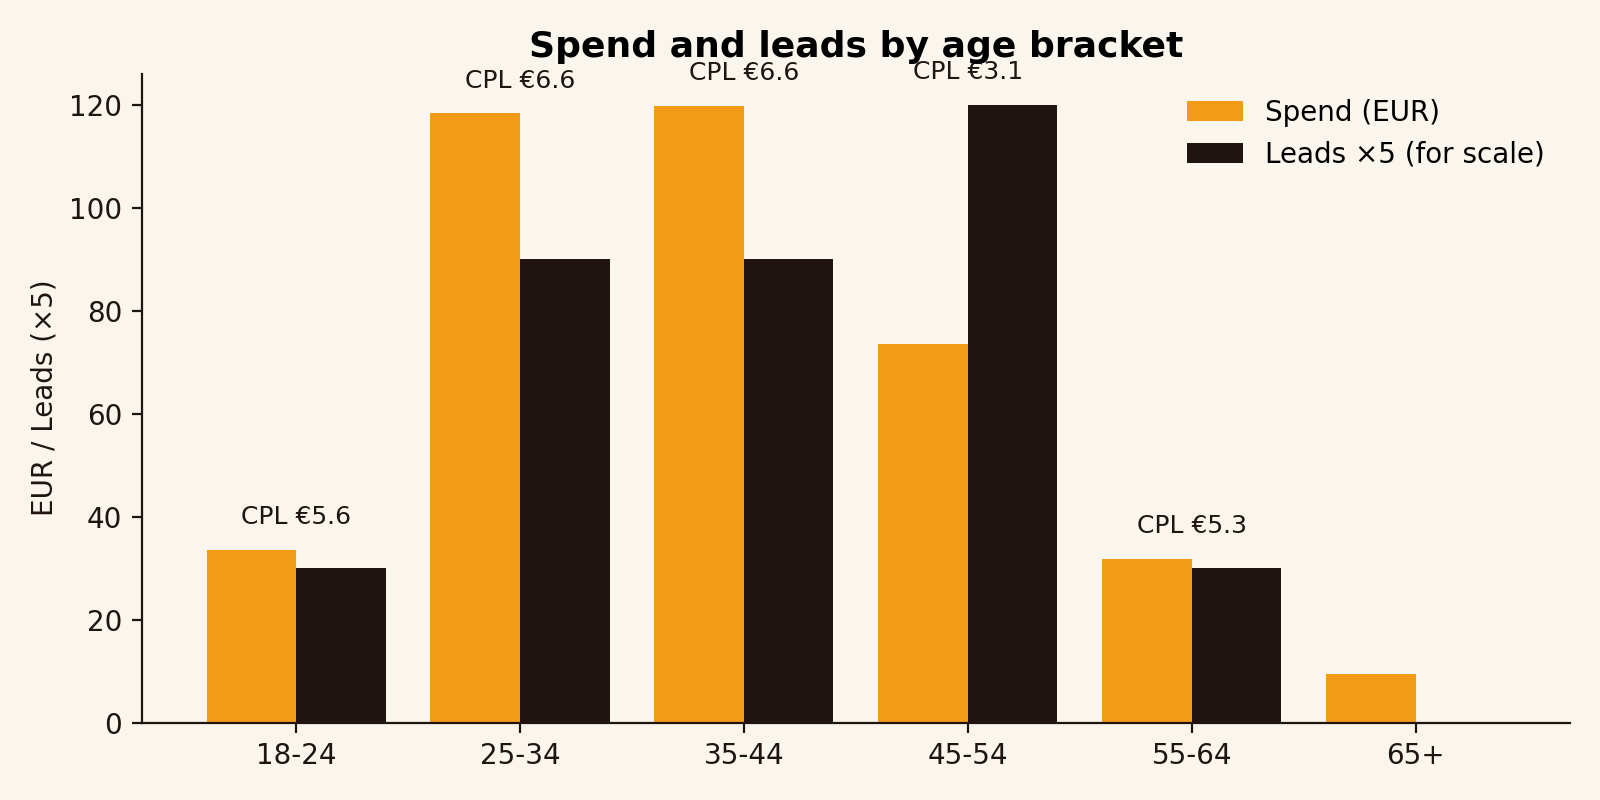 Spend and leads by age bracket
CPL €6.6
CPL €6.6
CPL €3.1
CPL €5.6
CPL €5.3
Spend (EUR)
Leads ×5 (for scale)
EUR / Leads (×5)
120
100
80
60
40
20
0
18-24
25-34
35-44
45-54
55-64
65+